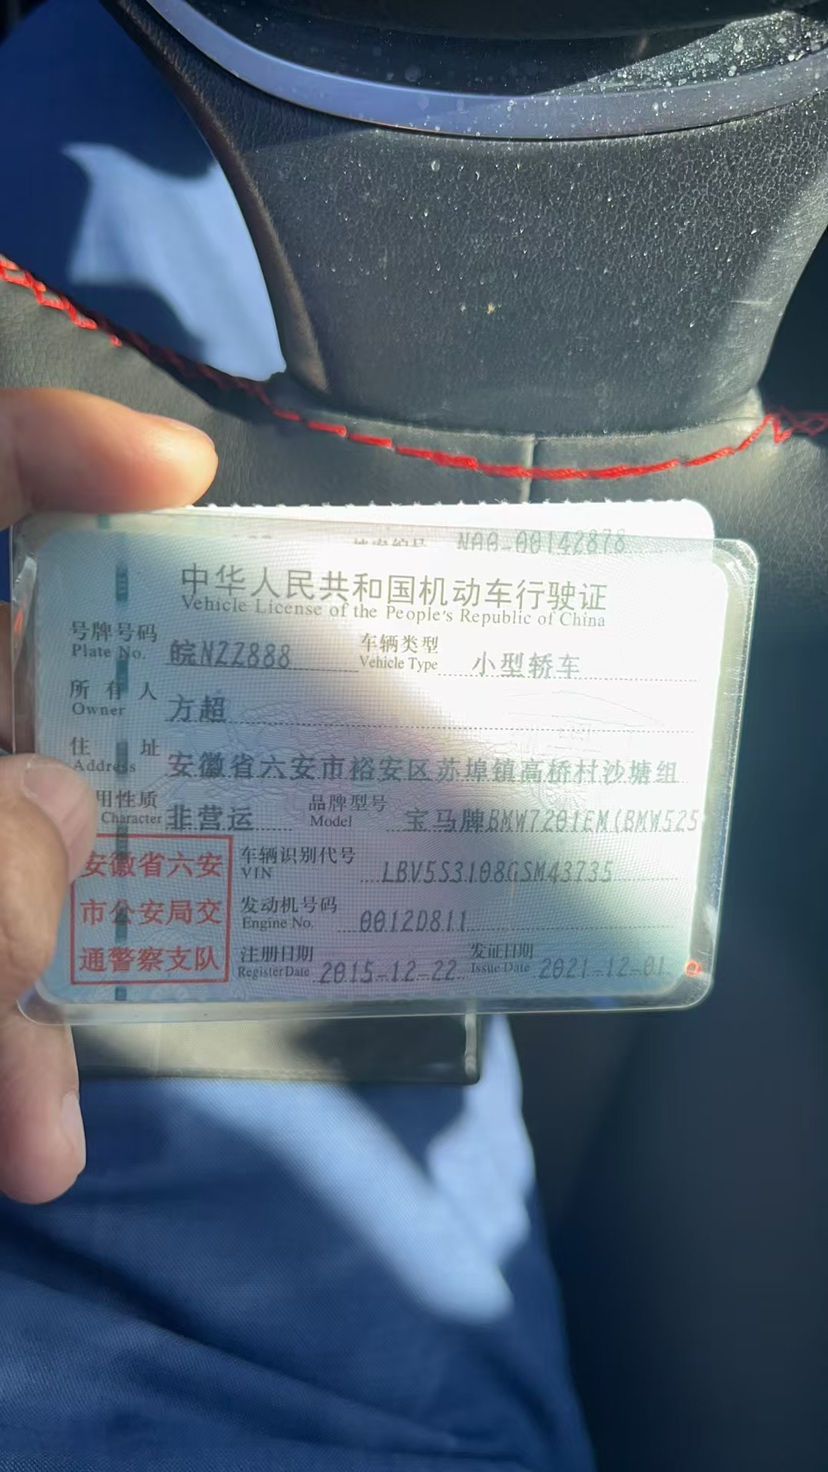 档案编号 NAA-00142878
中华人民共和国机动车行驶证
Vehicle License of the People's Republic of China
号牌号码 皖NZZ888 车辆类型 小型轿车
Plate No. Vehicle Type
所有人 方超
Owner
住址 安徽省六安市裕安区苏埠镇高桥村沙塘组
Address
用性质 非营运 品牌型号 宝马牌BMW7201EM(BMW525
Character Model
安徽省六安
市公安局交
通警察支队
车辆识别代号 LBV5S3108GSM43735
VIN
发动机号码 0012D811
Engine No.
注册日期 2015-12-22 发证日期 2021-12-01
Register Date Issue Date